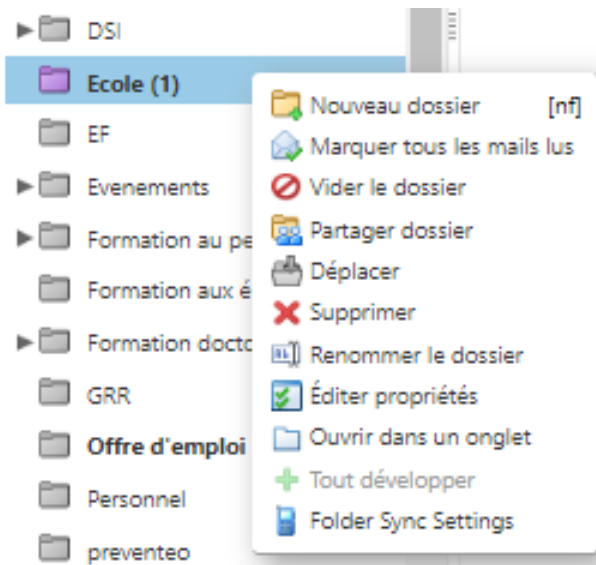 DSI
Ecole (1)
EF
Evenements
Formation au pe
Formation aux é
Formation docto
GRR
Offre d'emploi
Personnel
preventeo
Nouveau dossier [nf]
Marquer tous les mails lus
Vider le dossier
Partager dossier
Déplacer
Supprimer
Renommer le dossier
Éditer propriétés
Ouvrir dans un onglet
Tout développer
Folder Sync Settings